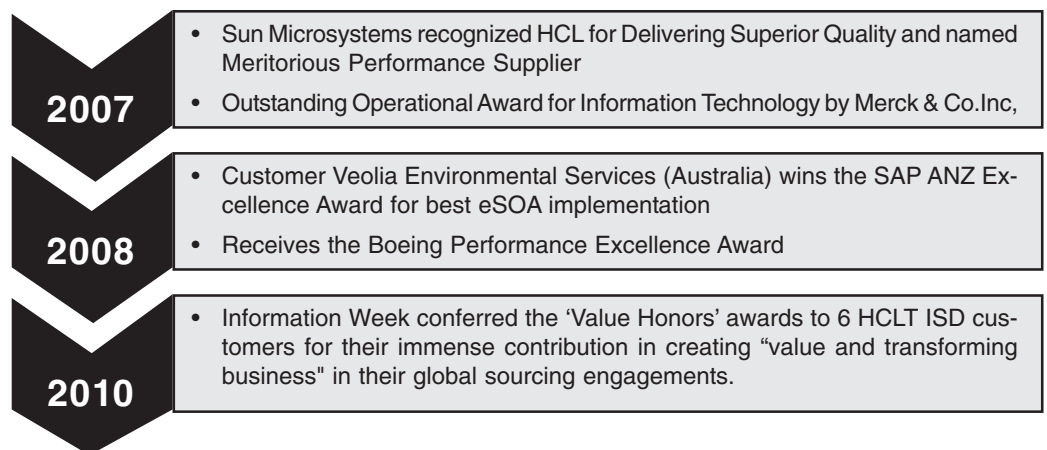 2007
• Sun Microsystems recognized HCL for Delivering Superior Quality and named
Meritorious Performance Supplier
• Outstanding Operational Award for Information Technology by Merck & Co.Inc,
2008
• Customer Veolia Environmental Services (Australia) wins the SAP ANZ Ex-
cellence Award for best eSOA implementation
• Receives the Boeing Performance Excellence Award
2010
• Information Week conferred the ‘Value Honors’ awards to 6 HCLT ISD cus-
tomers for their immense contribution in creating “value and transforming
business" in their global sourcing engagements.